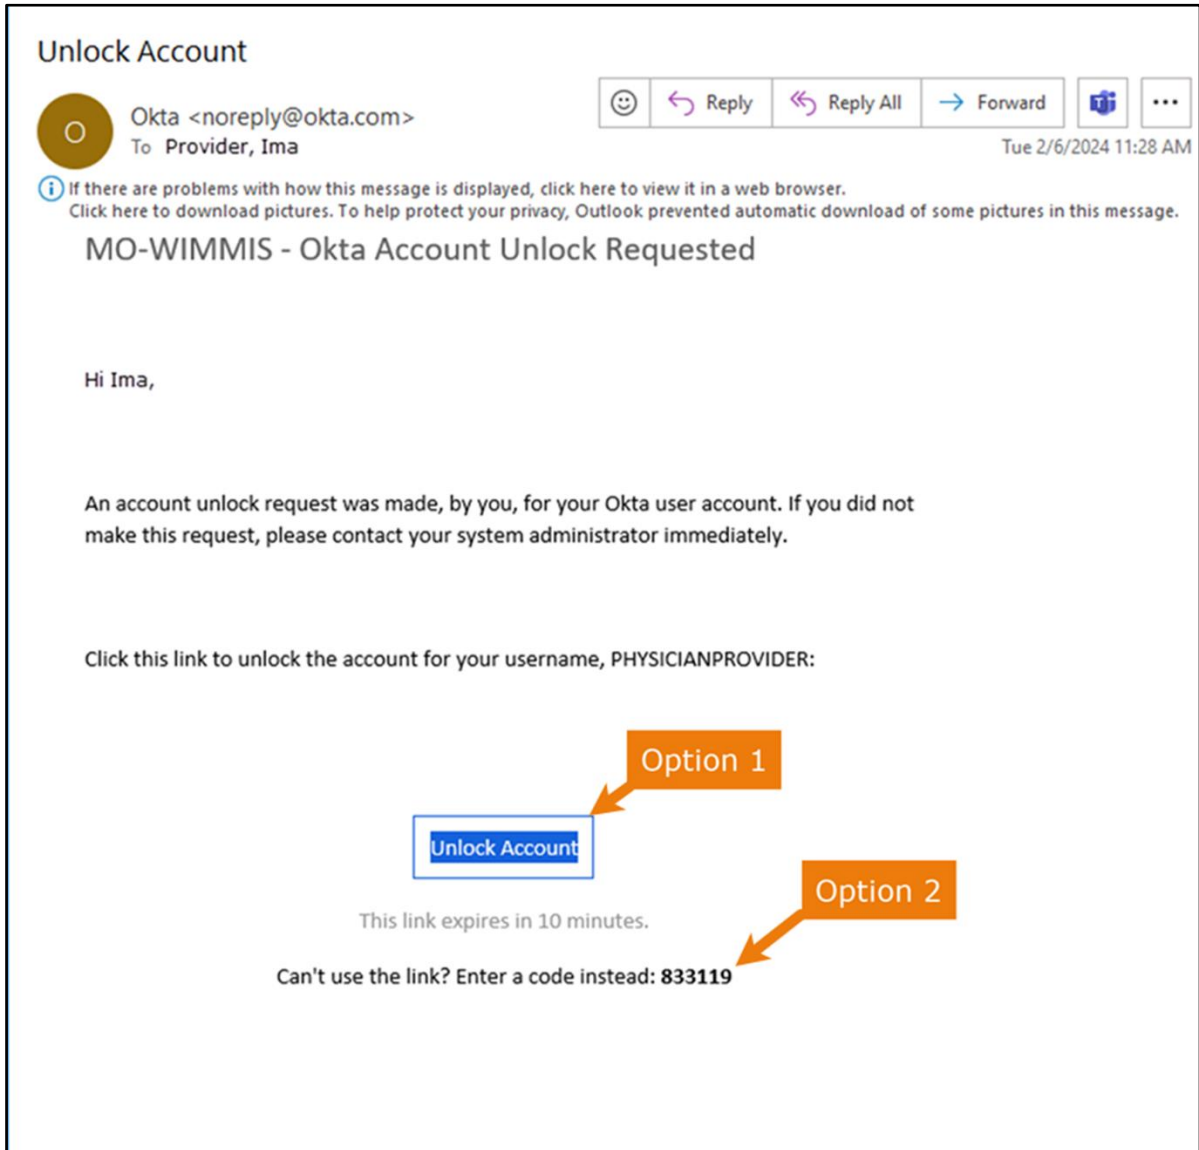 Unlock Account
O
Okta <noreply@okta.com>
To Provider, Ima
Reply
Reply All
Forward
Tue 2/6/2024 11:28 AM
If there are problems with how this message is displayed, click here to view it in a web browser.
Click here to download pictures. To help protect your privacy, Outlook prevented automatic download of some pictures in this message.
MO-WIMMIS - Okta Account Unlock Requested
Hi Ima,
An account unlock request was made, by you, for your Okta user account. If you did not
make this request, please contact your system administrator immediately.
Click this link to unlock the account for your username, PHYSICIANPROVIDER:
Option 1
Unlock Account
Option 2
This link expires in 10 minutes.
Can't use the link? Enter a code instead: 833119